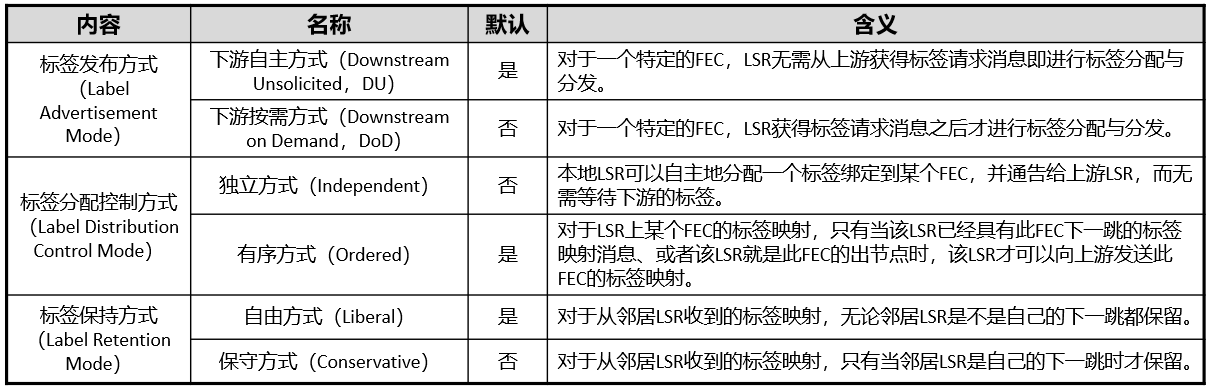 内容 名称 默认 含义
标签发布方式
（Label
Advertisement
Mode）
下游自主方式（Downstream
Unsolicited，DU）
是
对于一个特定的FEC，LSR无需从上游获得标签请求消息即进行标签分配与
分发。
下游按需方式（Downstream
on Demand，DoD）
否
对于一个特定的FEC，LSR获得标签请求消息之后才进行标签分配与分发。
标签分配控制方式
（Label Distribution
Control Mode）
独立方式（Independent）
否
本地LSR可以自主地分配一个标签绑定到某个FEC，并通告给上游LSR，而无
需等待下游的标签。
有序方式（Ordered）
是
对于LSR上某个FEC的标签映射，只有当该LSR已经具有此FEC下一跳的标签
映射消息、或者该LSR就是此FEC的出节点时，该LSR才可以向上游发送此
FEC的标签映射。
标签保持方式
（Label Retention
Mode）
自由方式（Liberal）
是
对于从邻居LSR收到的标签映射，无论邻居LSR是不是自己的下一跳都保留。
保守方式（Conservative）
否
对于从邻居LSR收到的标签映射，只有当邻居LSR是自己的下一跳时才保留。